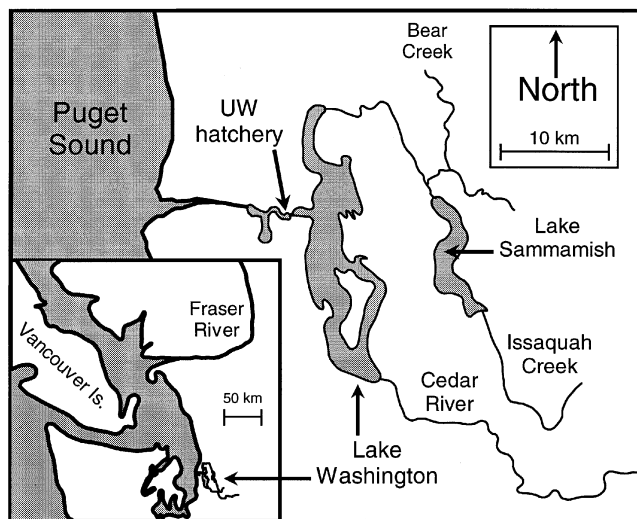 Bear
Creek
North
10 km
Puget
Sound
UW
hatchery
Lake
Sammamish
Fraser
River
Vancouver Is.
50 km
Issaquah
Creek
Cedar
River
Lake
Washington